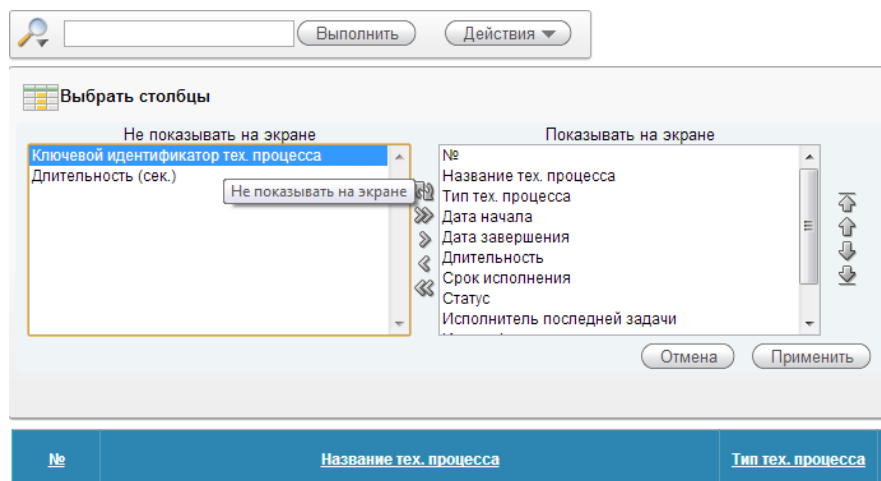 Выполнить Действия
Выбрать столбцы
Не показывать на экране Показывать на экране
Ключевой идентификатор тех. процесса
Длительность (сек.)
Не показывать на экране
№
Название тех. процесса
Тип тех. процесса
Дата начала
Дата завершения
Длительность
Срок исполнения
Статус
Исполнитель последней задачи
Отмена Применить
№ Название тех. процесса Тип тех. процесса